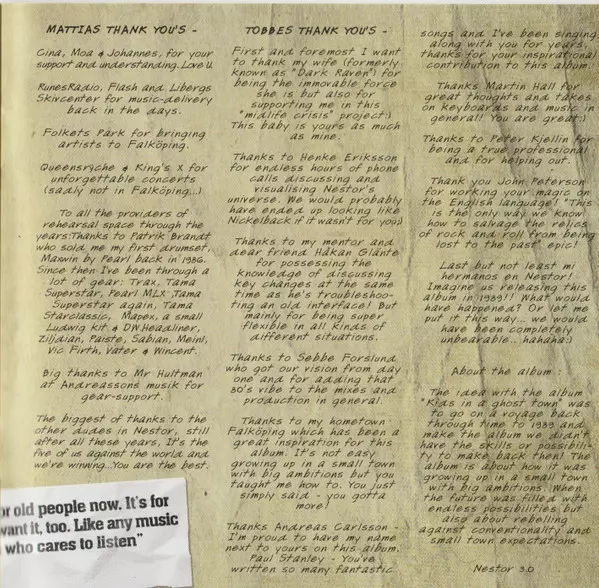 MATTIAS THANK YOU'S -
Gina, Moa & Johannes, for your
support and understanding. Love U.
RunesRadio, Flash and Libergs
Skivcenter for music-delivery
back in the days.
Folkets Park for bringing
artists to Falköping.
Queensrÿche & King's X for
unforgettable concerts
(sadly not in Falköping...)
To all the providers of
rehearsal space through the
years:Thanks to Patrik Brandt
who sold me my first drumset,
Maxwin by Pearl back in 1986.
Since then I've been through a
lot of gear: Trax, Tama
Superstar, Pearl MLX ,Tama
Superstar again, Tama
Starclassic, Mapex, a small
Ludwig kit & DW.Headliner,
Zildjian, Paiste, Sabian, Meinl,
Vic Firth, Vater & Wincent.
Big thanks to Mr Hultman
at Andreassons musik for
gear-support.
The biggest of thanks to the
other dudes in Nestor, still
after all these years, It's the
five of us against the world and
we're winning...You are the best.
or old people now. It's for
want it, too. Like any music
who cares to listen”
TOBBES THANK YOU'S -
First and foremost I want
to thank my wife (formerly
known as "Dark Raven") for
being the immovable force
she is but also for
supporting me in this
"midlife crisis" project:)
This baby is yours as much
as mine.
Thanks to Henke Eriksson
for endless hours of phone
calls discussing and
visualising Nestor's
universe. We would probably
have ended up looking like
Nickelback if it wasn't for you;)
Thanks to my mentor and
dear friend Håkan Glänte
for possessing the
knowledge of discussing
key changes at the same
time as he's troubleshoo-
ting an old interface! But
mainly for being super
flexible in all kinds of
different situations.
Thanks to Sebbe Forslund
who got our vision from day
one and for adding that
80's vibe to the mixes and
production in general.
Thanks to my hometown
Falköping which has been a
great inspiration for this
album. It's not easy
growing up in a small town
with big ambitions but you
taught me how to. You just
simply said - you gotta
move!
Thanks Andreas Carlsson -
I'm proud to have my name
next to yours on this album.
Paul Stanley - You've
written so many fantastic
songs and I've been singing
along with you for years,
thanks for your inspirational
contribution to this album!
Thanks Martin Hall for
great thoughts and takes
on keyboards and music in
general! You are great:)
Thanks to Peter Kjellin for
being a true professional
and for helping out.
Thank you John Peterson
for working your magic on
the English language! "This
is the only way we know
how to salvage the relics
of rock and roll from being
lost to the past" epic!
Last but not least mi
hermanos en Nestor!
Imagine us releasing this
album in 1989!! What would
have happened? Or let me
put it this way... we would
have been completely
unbearable.. hahaha:)
About the album :
The idea with the album
"Kids in a ghost town" was
to go on a voyage back
through time to 1989 and
make the album we didn't
have the skills or possibili-
ty to make back then! The
album is about how it was
growing up in a small town
with big ambitions. When
the future was filled with
endless possibilities but
also about rebelling
against conventionality and
small town expectations.
Nestor 3.0